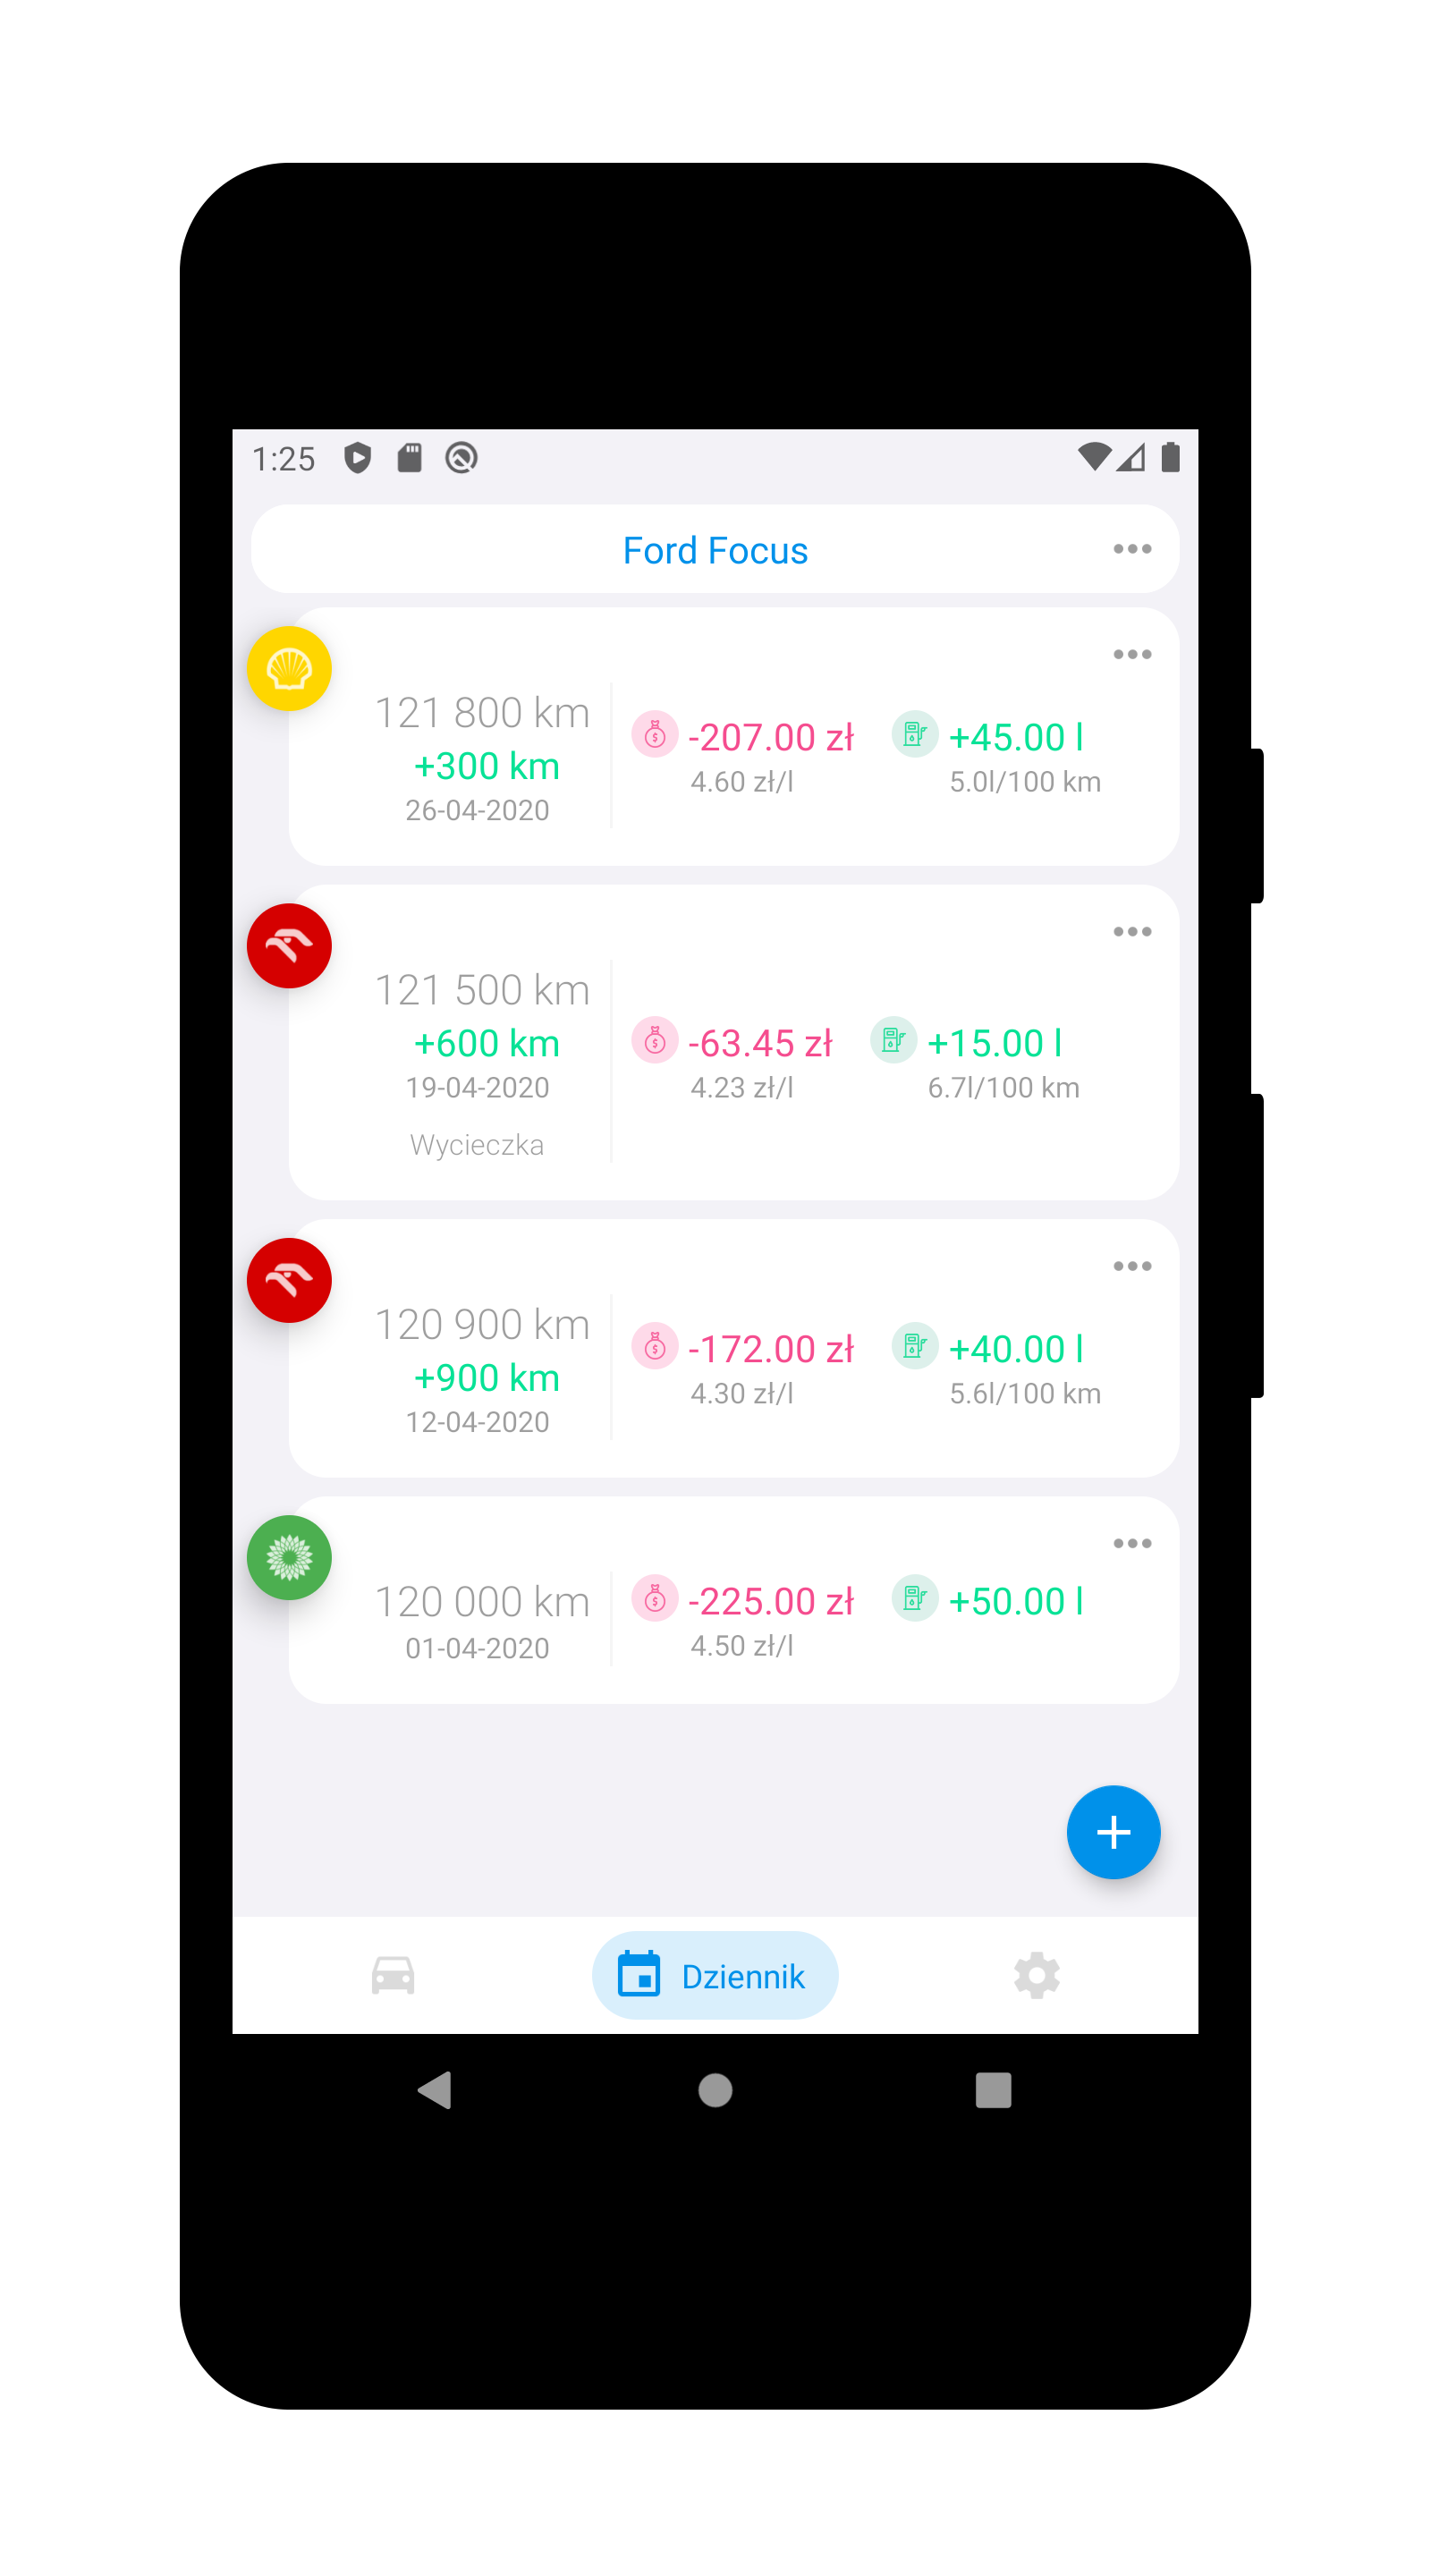 1:25
Ford Focus
121 800 km
+300 km
26-04-2020
-207.00 zł
4.60 zł/l
+45.00 l
5.0l/100 km
121 500 km
+600 km
19-04-2020
Wycieczka
-63.45 zł
4.23 zł/l
+15.00 l
6.7l/100 km
120 900 km
+900 km
12-04-2020
-172.00 zł
4.30 zł/l
+40.00 l
5.6l/100 km
120 000 km
01-04-2020
-225.00 zł
4.50 zł/l
+50.00 l
Dziennik